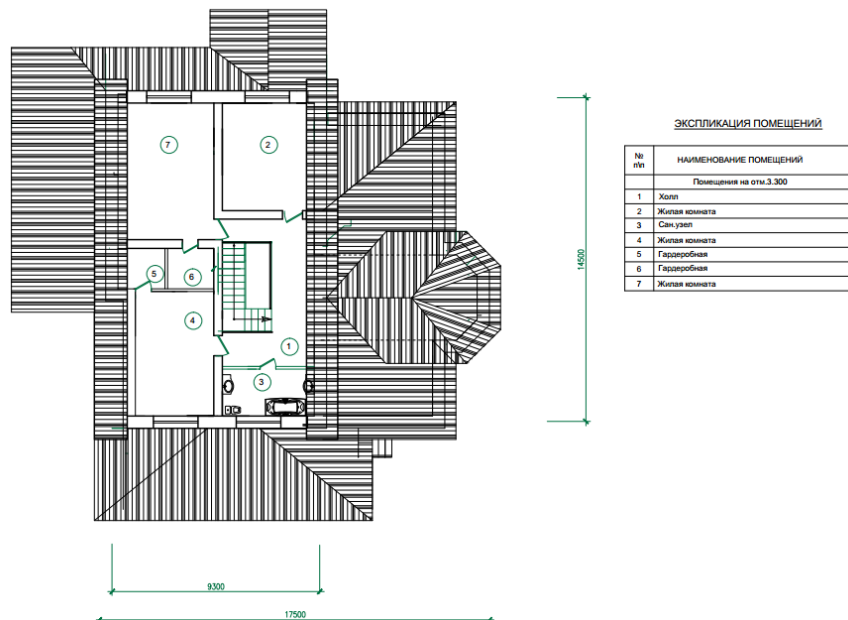 7
2
5
6
4
1
3
14500
9300
17500
ЭКСПЛИКАЦИЯ ПОМЕЩЕНИЙ
№ п\п НАИМЕНОВАНИЕ ПОМЕЩЕНИЙ
Помещения на отм.3.300
1 Холл
2 Жилая комната
3 Сан.узел
4 Жилая комната
5 Гардеробная
6 Гардеробная
7 Жилая комната